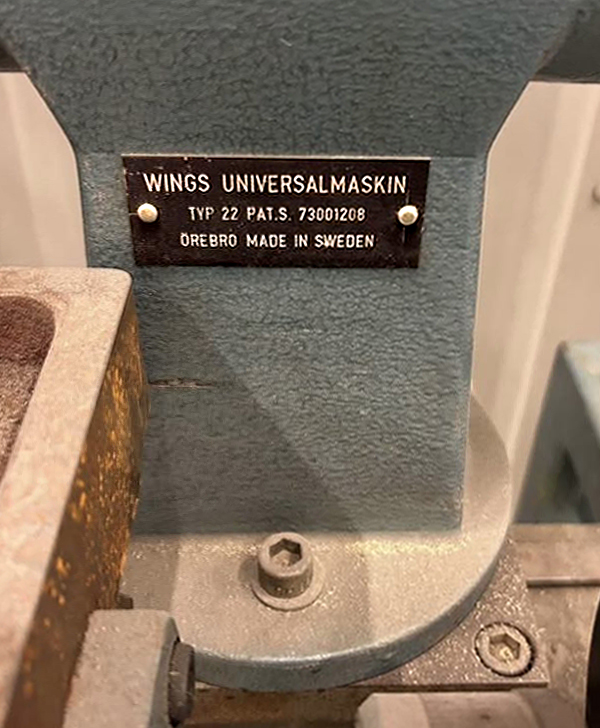 WINGS UNIVERSALMASKIN
TYP 22 PAT.S. 73001208
ÖREBRO MADE IN SWEDEN